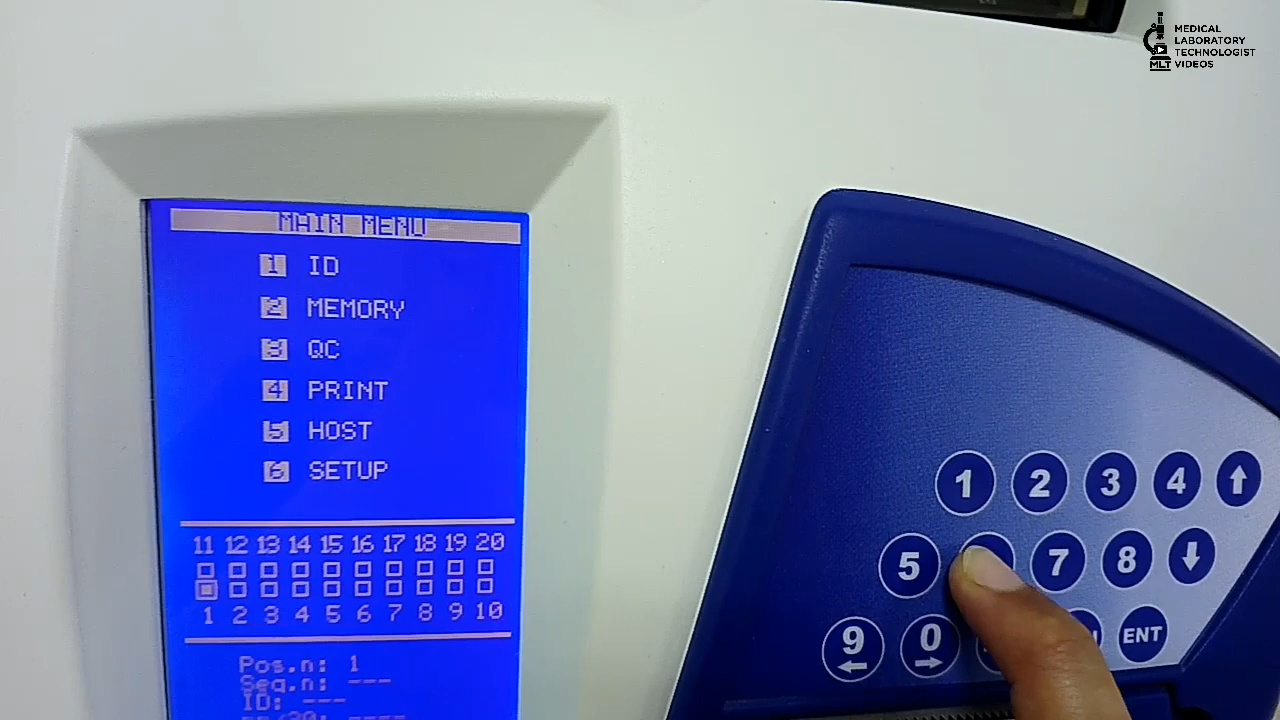 MEDICAL
LABORATORY
TECHNOLOGIST
VIDEOS
MLT
MAIN MENU
1 ID
2 MEMORY
3 QC
4 PRINT
5 HOST
6 SETUP
11 12 13 14 15 16 17 18 19 20
1 2 3 4 5 6 7 8 9 10
Pos.n: 1
Seq.n: ---
ID: ---
1 2 3 4 ↑
5 7 8 ↓
9 ← 0 → ENT